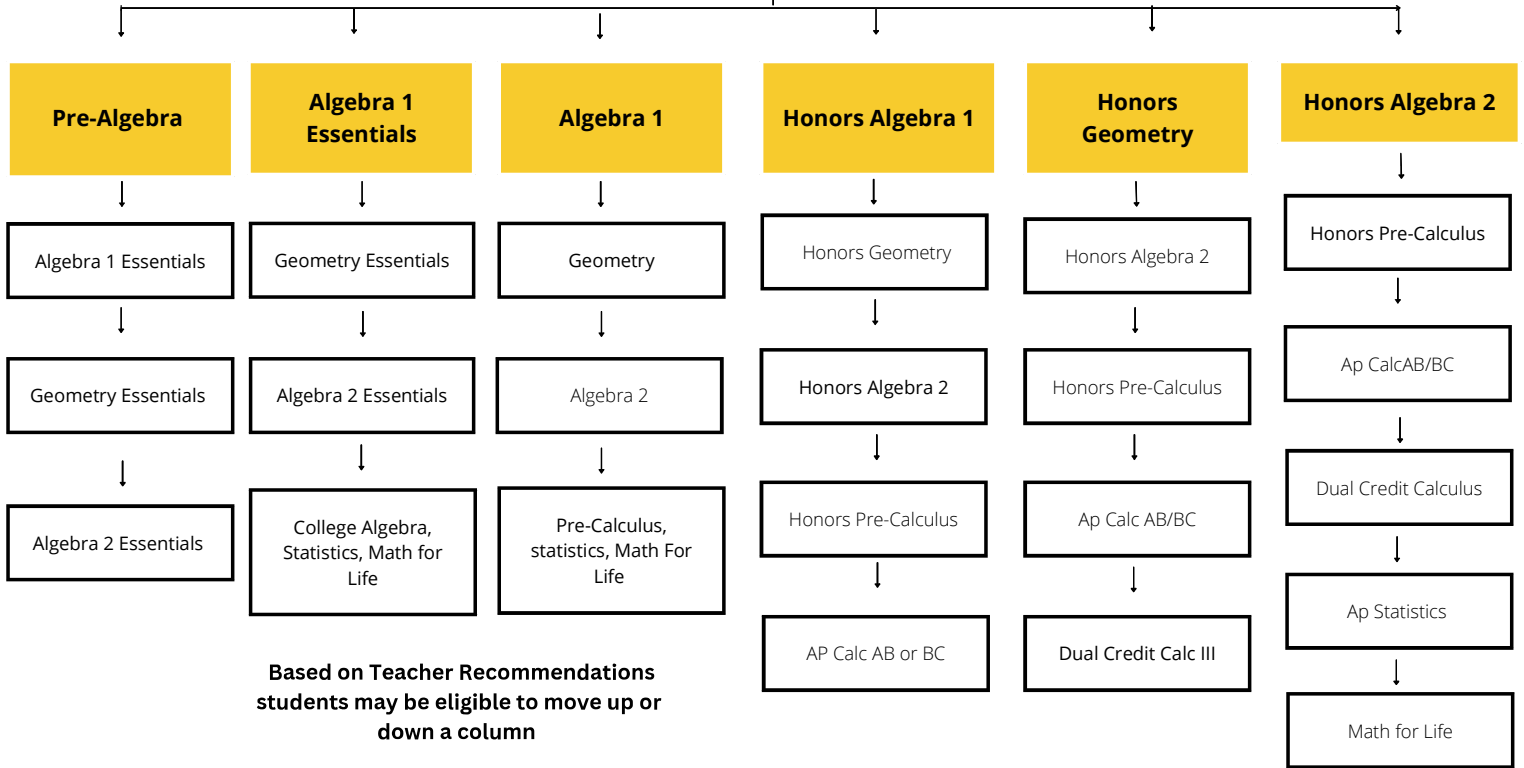 Pre-Algebra
Algebra 1 Essentials
Geometry Essentials
Algebra 2 Essentials
Algebra 1
Essentials
Geometry Essentials
Algebra 2 Essentials
College Algebra,
Statistics, Math for
Life
Algebra 1
Geometry
Algebra 2
Pre-Calculus,
statistics, Math For
Life
Honors Algebra 1
Honors Geometry
Honors Algebra 2
Honors Pre-Calculus
AP Calc AB or BC
Honors
Geometry
Honors Algebra 2
Honors Pre-Calculus
Ap Calc AB/BC
Dual Credit Calc III
Honors Algebra 2
Honors Pre-Calculus
Ap CalcAB/BC
Dual Credit Calculus
Ap Statistics
Math for Life
Based on Teacher Recommendations
students may be eligible to move up or
down a column